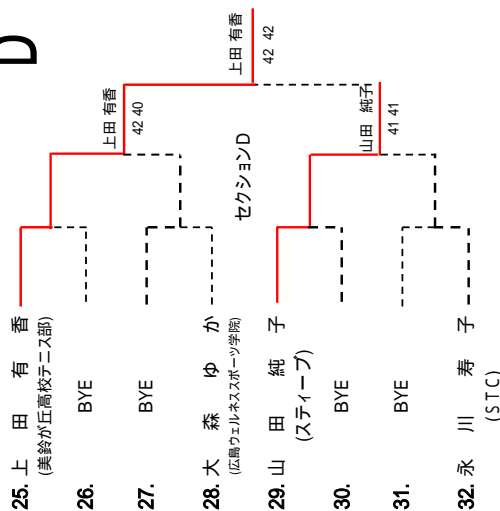 D
上田 有香
42 42
上田 有香
42 40
山田 純子
41 41
セクションD
25. 上 田 有 香
(美鈴が丘高校テニス部)
26. BYE
27. BYE
28. 大 森 ゆ か
(広島ウェルネススポーツ学院)
29. 山 田 純 子
(スティーブ)
30. BYE
31. BYE
32. 永 川 寿 子
(STC)